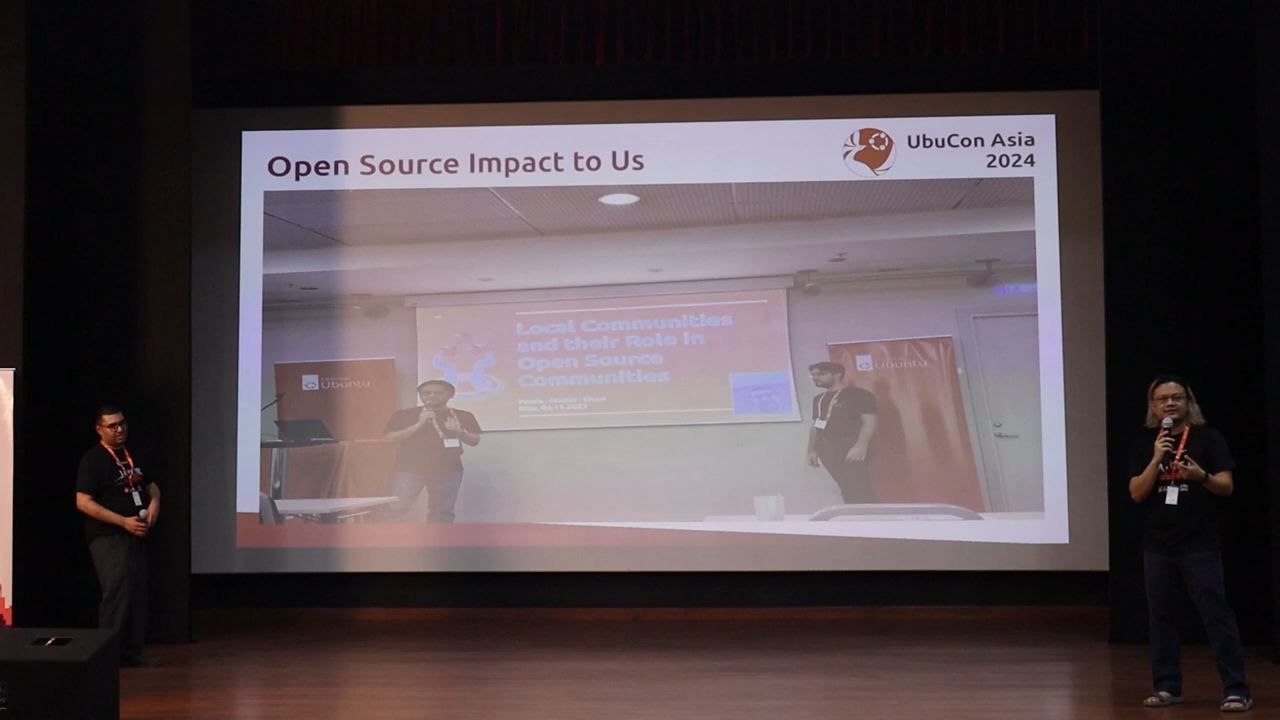 Open Source Impact to Us
UbuCon Asia
2024
Local Communities
and their Role in
Open Source
Communities
Ubuntu
Ubuntu